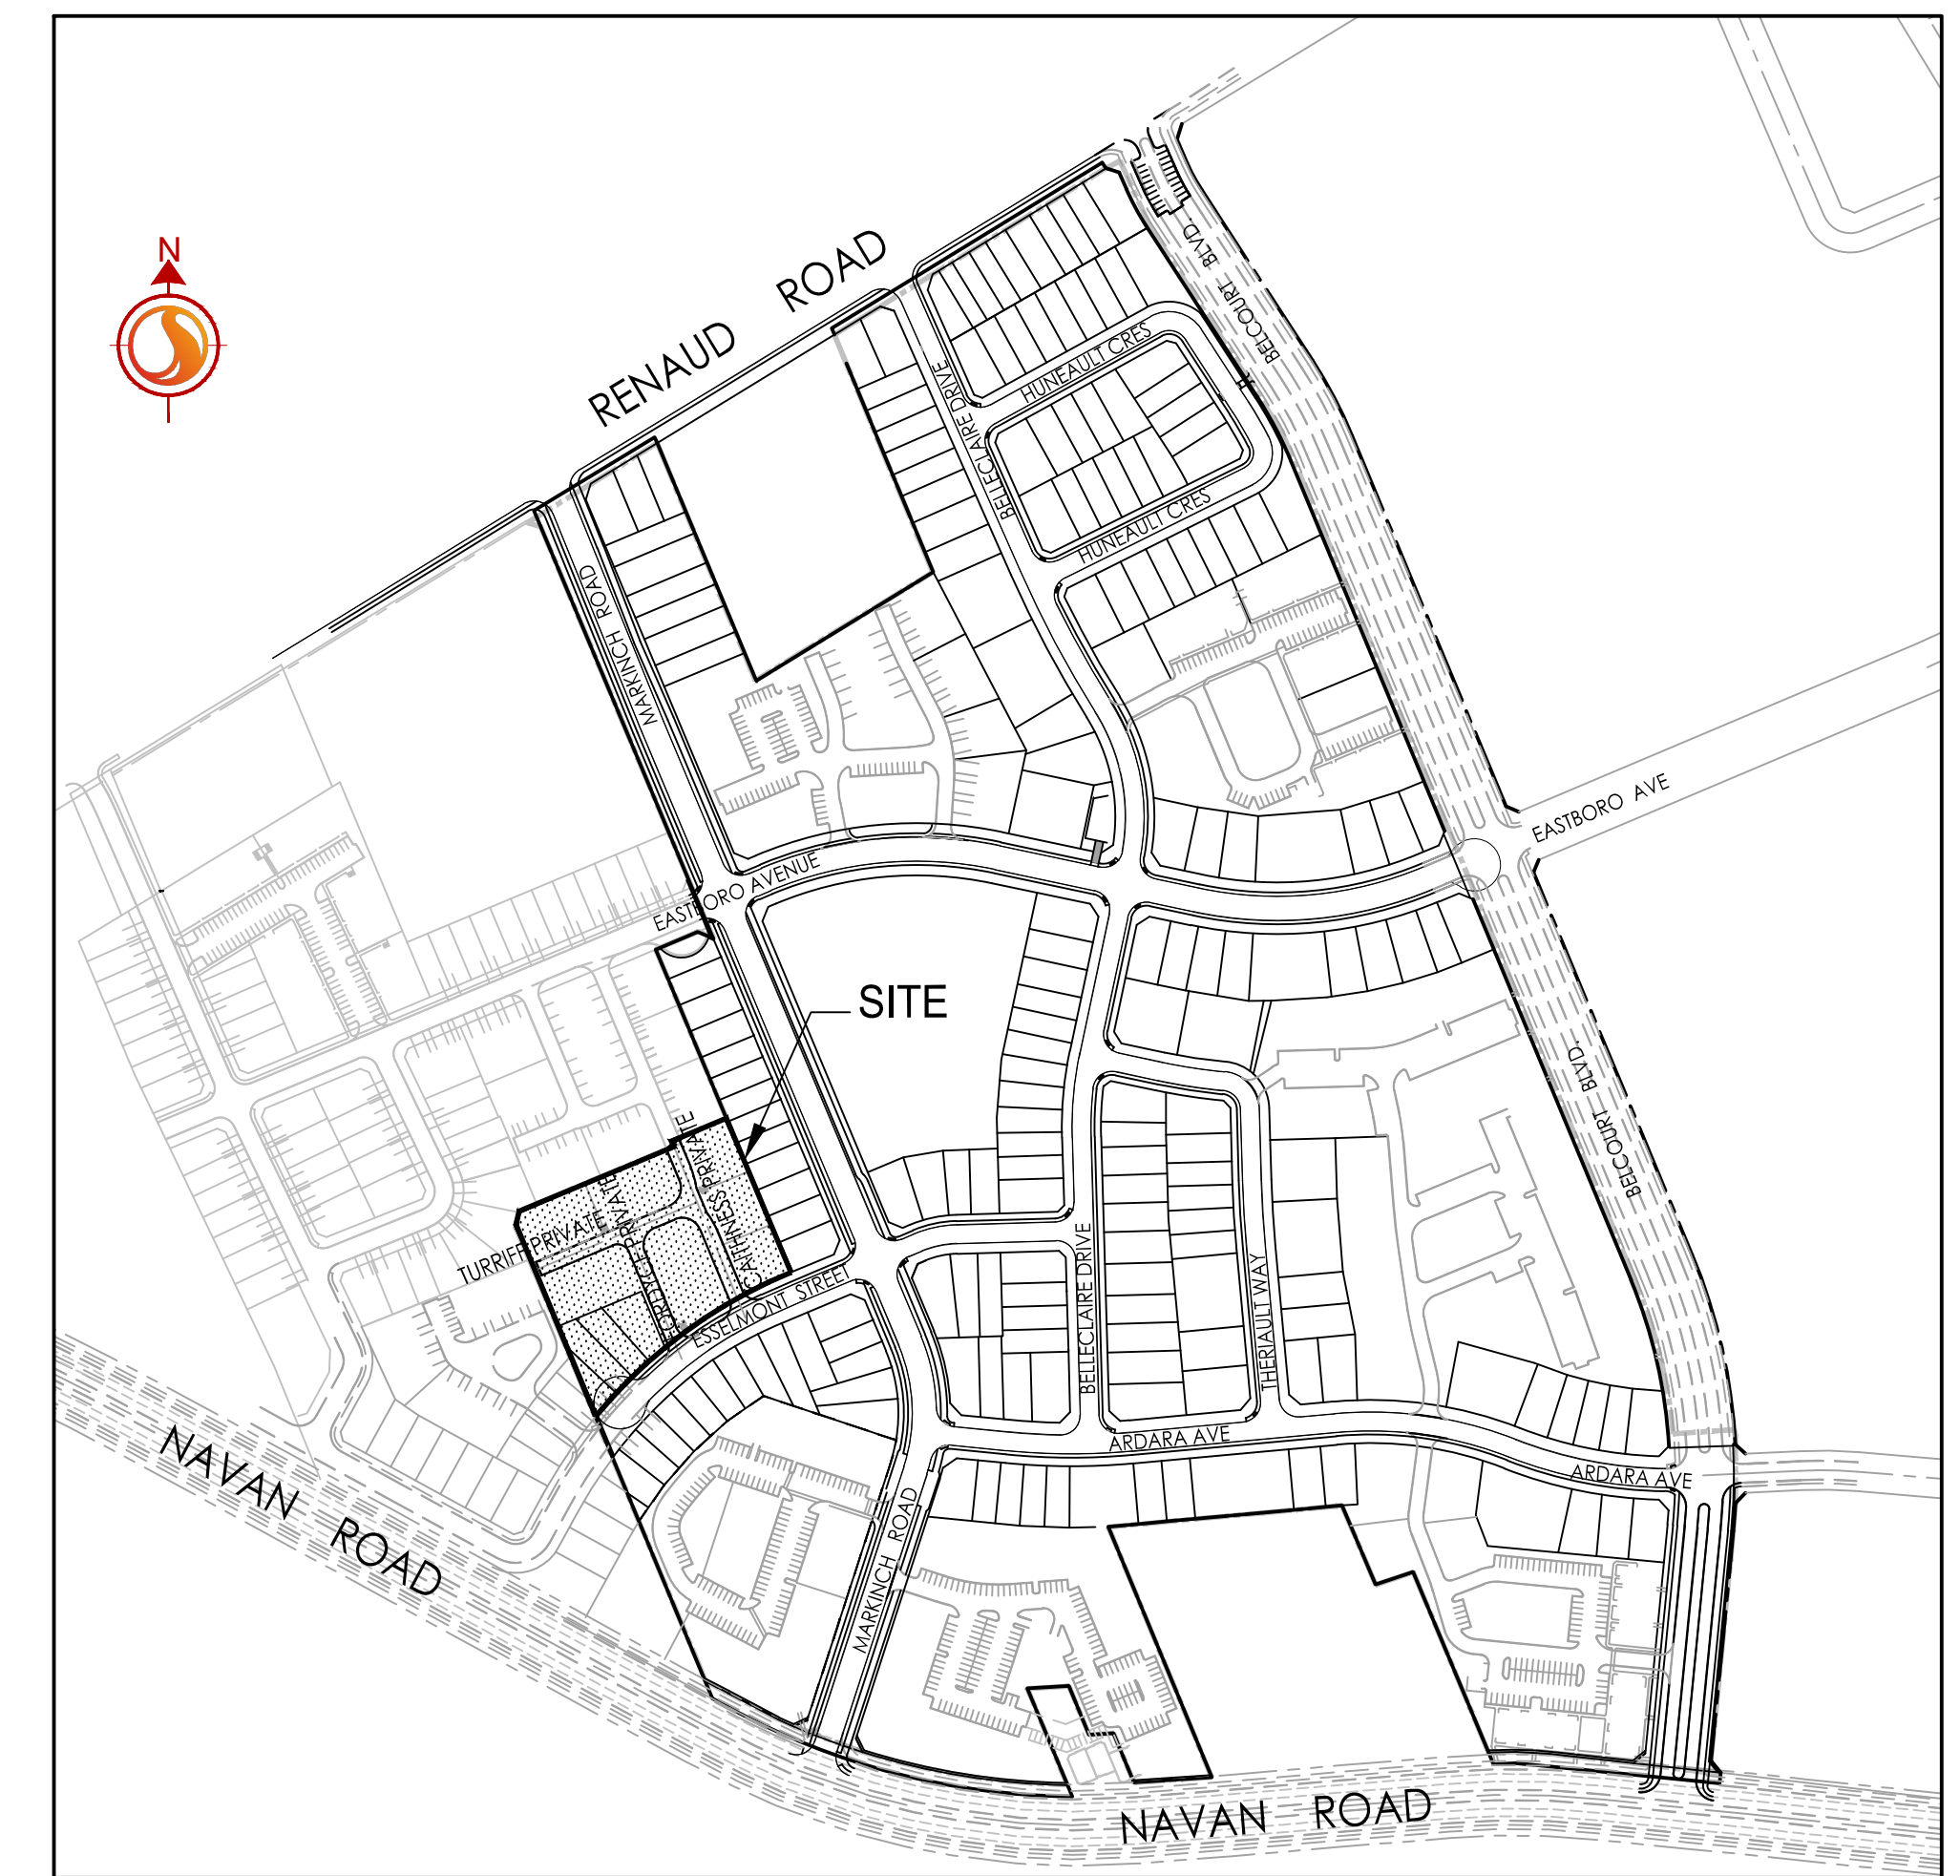 N
RENAUD ROAD
BELCOURT BLVD.
HUNEAULT CRES
BELLECLAIRE DRIVE
HUNEAULT CRES
MARKINCH ROAD
EASTBORO AVE
EASTBORO AVENUE
SITE
BELCOURT BLVD.
CAITHNESS PRIVATE
TURRIFF PRIVATE
ESSELMONT STREET
BELLECLAIRE DRIVE
THERIAULT WAY
ARDARA AVE
ARDARA AVE
NAVAN ROAD
MARKINCH ROAD
NAVAN ROAD